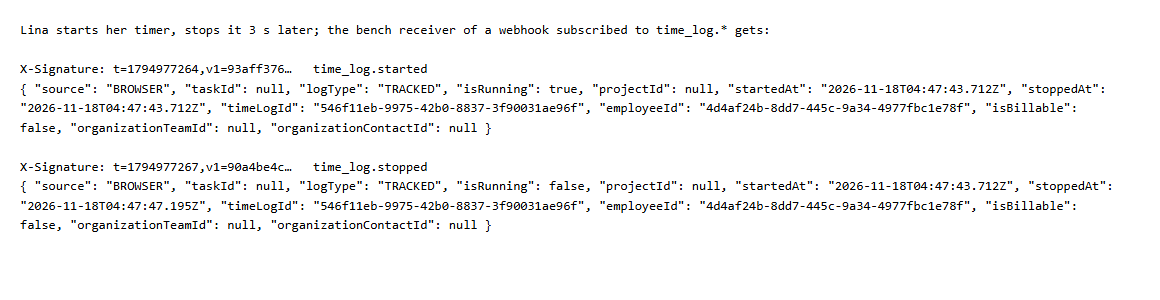 Lina starts her timer, stops it 3 s later; the bench receiver of a webhook subscribed to time_log.* gets:
X-Signature: t=1794977264,v1=93aff376…   time_log.started
{ "source": "BROWSER", "taskId": null, "logType": "TRACKED", "isRunning": true, "projectId": null, "startedAt": "2026-11-18T04:47:43.712Z", "stoppedAt":
"2026-11-18T04:47:43.712Z", "timeLogId": "546f11eb-9975-42b0-8837-3f90031ae96f", "employeeId": "4d4af24b-8dd7-445c-9a34-4977fbc1e78f", "isBillable":
false, "organizationTeamId": null, "organizationContactId": null }
X-Signature: t=1794977267,v1=90a4be4c…   time_log.stopped
{ "source": "BROWSER", "taskId": null, "logType": "TRACKED", "isRunning": false, "projectId": null, "startedAt": "2026-11-18T04:47:43.712Z", "stoppedAt":
"2026-11-18T04:47:47.195Z", "timeLogId": "546f11eb-9975-42b0-8837-3f90031ae96f", "employeeId": "4d4af24b-8dd7-445c-9a34-4977fbc1e78f", "isBillable":
false, "organizationTeamId": null, "organizationContactId": null }